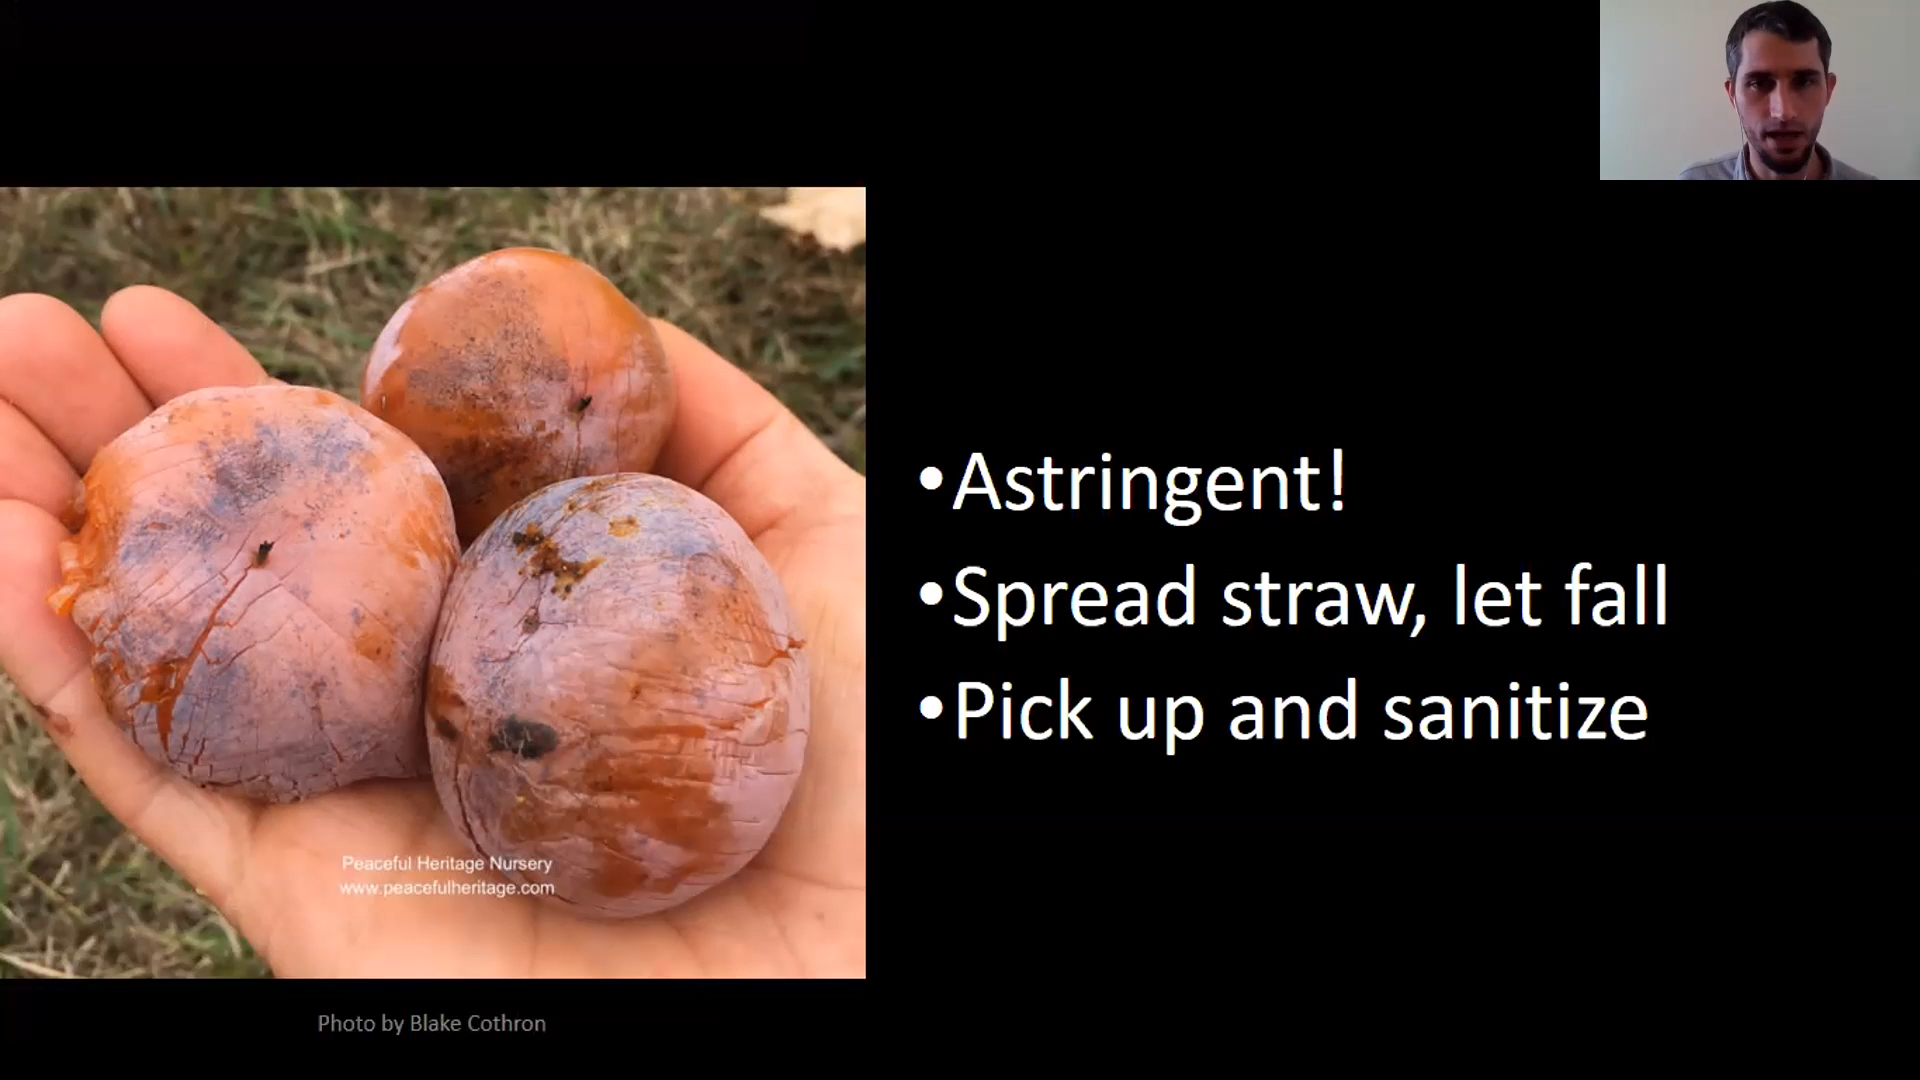 •Astringent!
•Spread straw, let fall
•Pick up and sanitize
Peaceful Heritage Nursery
www.peacefulheritage.com
Photo by Blake Cothron